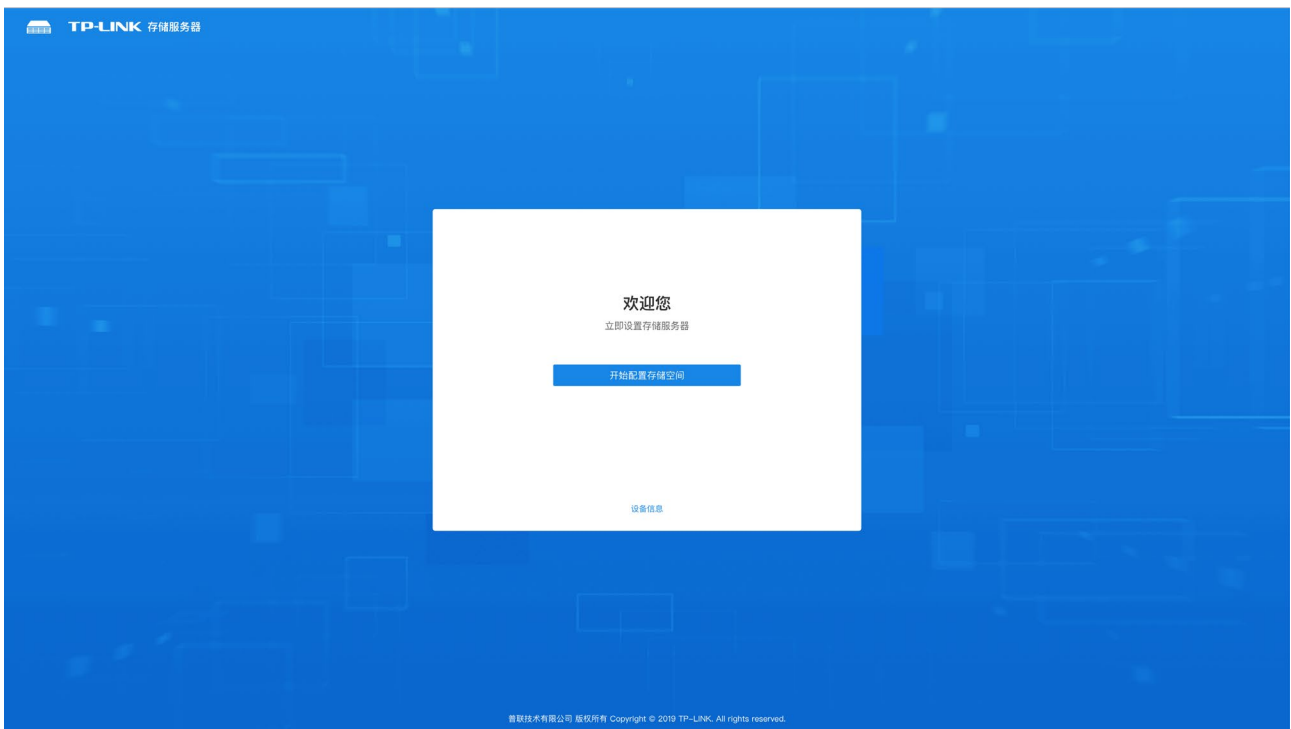 TP-LINK 存储服务器
欢迎您
立即设置存储服务器
开始配置存储空间
设备信息
普联技术有限公司 版权所有 Copyright © 2019 TP-LINK. All rights reserved.